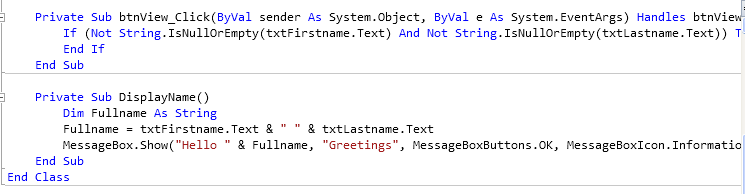 Private Sub btnView_Click(ByVal sender As System.Object, ByVal e As System.EventArgs) Handles btnView
If (Not String.IsNullOrEmpty(txtFirstname.Text) And Not String.IsNullOrEmpty(txtLastname.Text)) T
End If
End Sub
Private Sub DisplayName()
Dim Fullname As String
Fullname = txtFirstname.Text & " " & txtLastname.Text
MessageBox.Show("Hello " & Fullname, "Greetings", MessageBoxButtons.OK, MessageBoxIcon.Informatio
End Sub
End Class